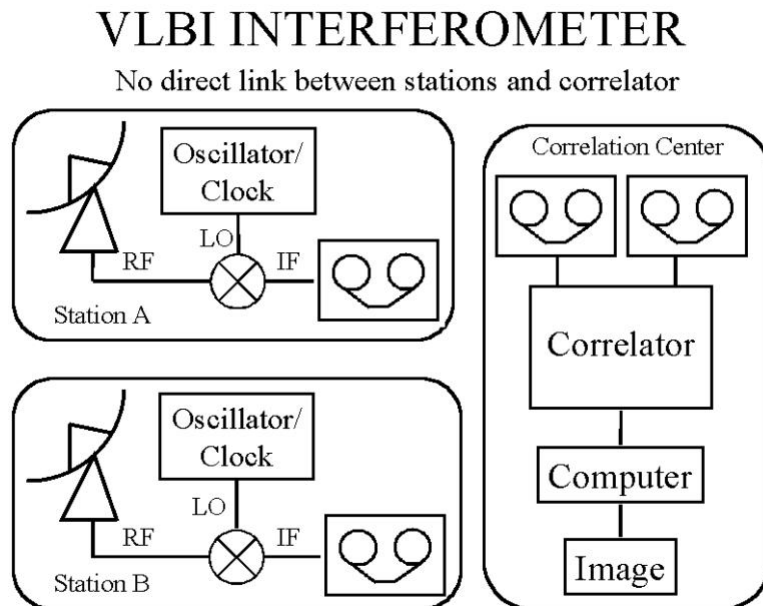 VLBI INTERFEROMETER
No direct link between stations and correlator
Oscillator/
Clock
LO
RF
IF
Station A
Oscillator/
Clock
LO
RF
IF
Station B
Correlation Center
Correlator
Computer
Image